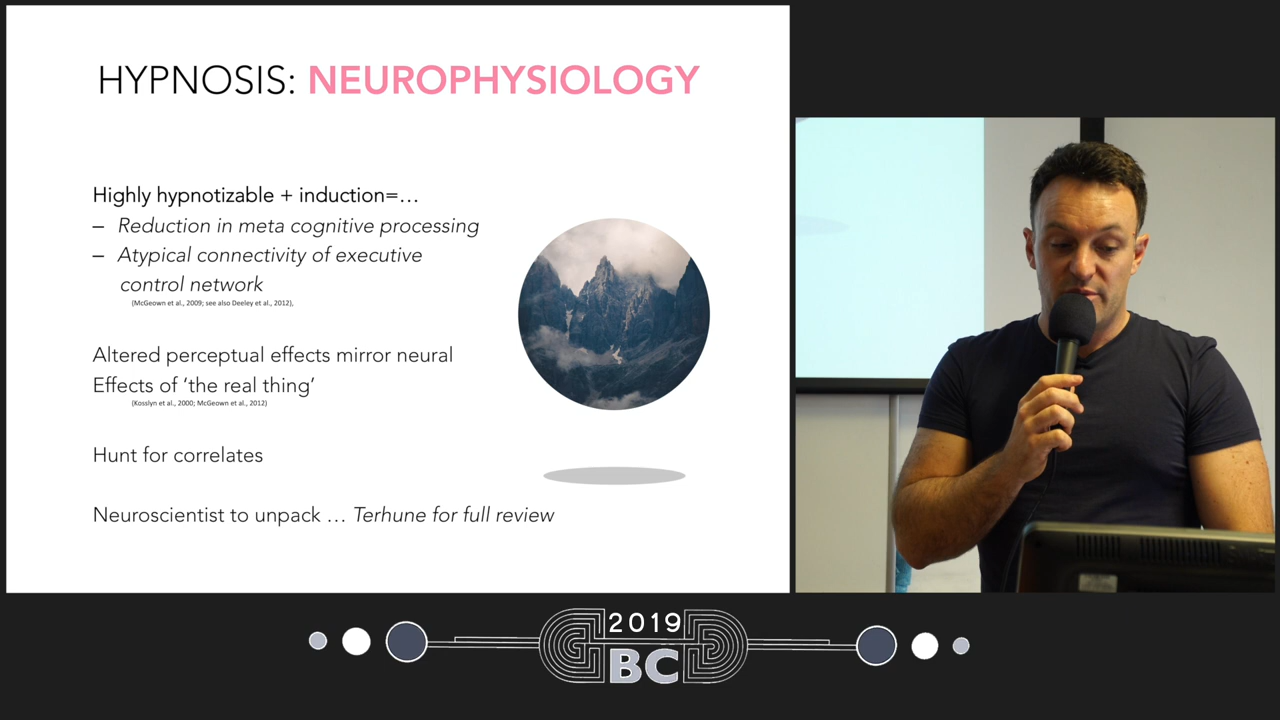 HYPNOSIS: NEUROPHYSIOLOGY
Highly hypnotizable + induction=…
– Reduction in meta cognitive processing
– Atypical connectivity of executive
control network
(McGeown et al., 2009; see also Deeley et al., 2012),
Altered perceptual effects mirror neural
Effects of ‘the real thing’
(Kosslyn et al., 2000; McGeown et al., 2012)
Hunt for correlates
Neuroscientist to unpack … Terhune for full review
2019
BC